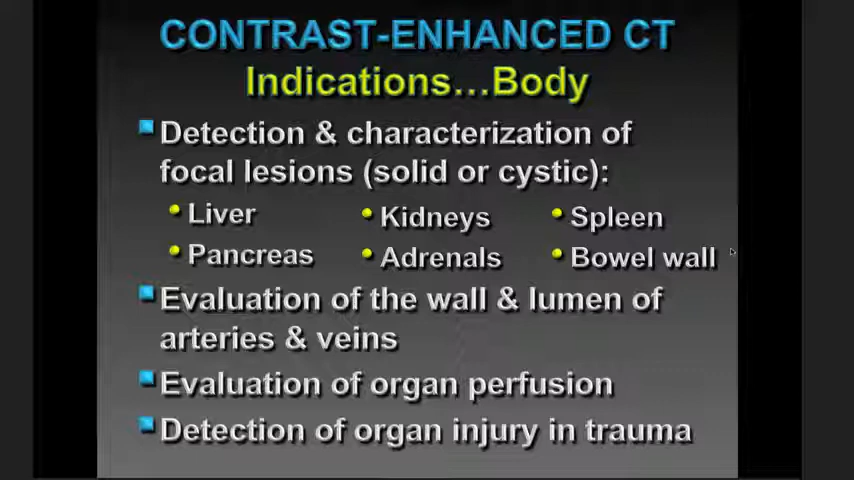 CONTRAST-ENHANCED CT
Indications...Body
Detection & characterization of
focal lesions (solid or cystic):
Liver Kidneys Spleen
Pancreas Adrenals Bowel wall
Evaluation of the wall & lumen of
arteries & veins
Evaluation of organ perfusion
Detection of organ injury in trauma